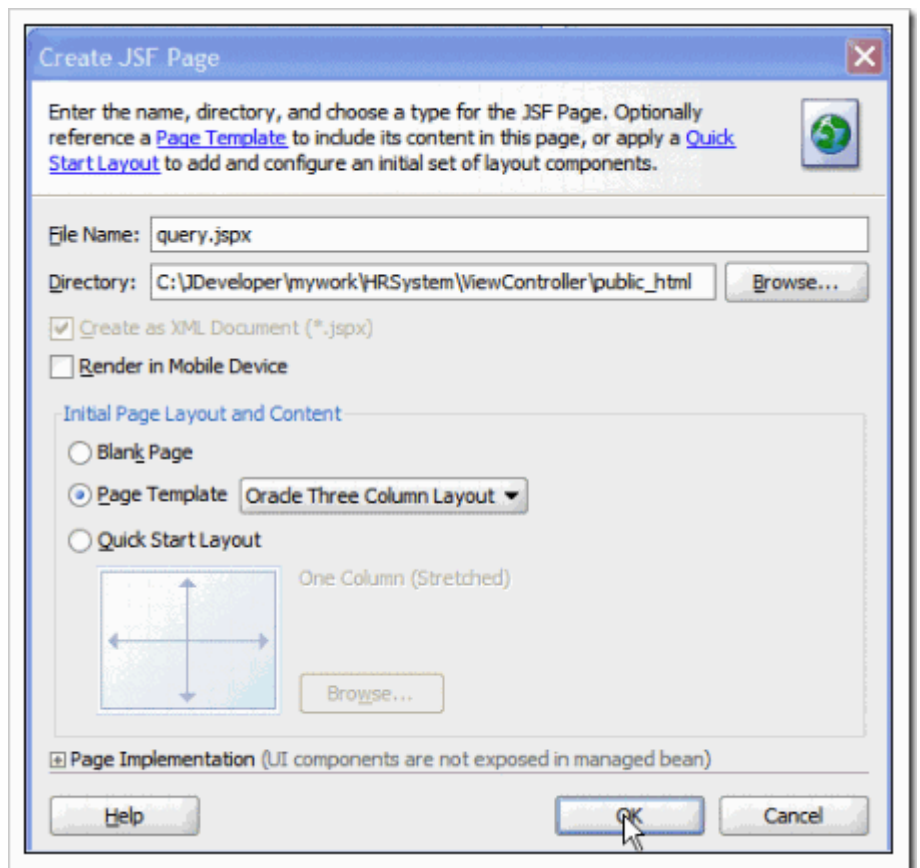 Create JSF Page
Enter the name, directory, and choose a type for the JSF Page. Optionally
reference a Page Template to include its content in this page, or apply a Quick
Start Layout to add and configure an initial set of layout components.
File Name: query.jspx
Directory: C:\JDeveloper\mywork\HRSystem\ViewController\public_html Browse...
Create as XML Document (*.jspx)
Render in Mobile Device
Initial Page Layout and Content
Blank Page
Page Template Oracle Three Column Layout
Quick Start Layout
One Column (Stretched)
Browse...
Page Implementation (UI components are not exposed in managed bean)
Help OK Cancel